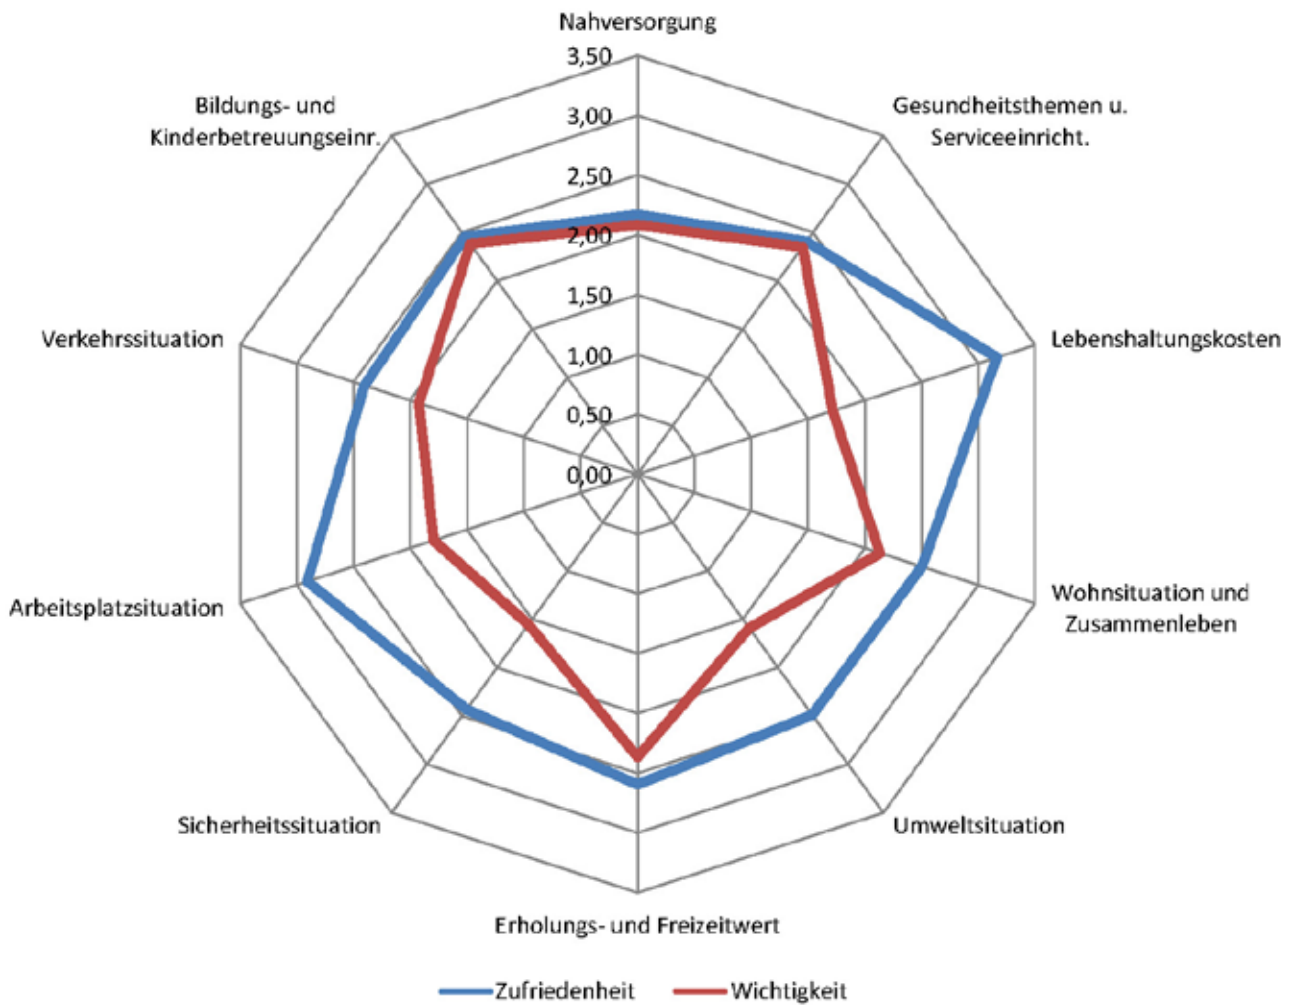 Nahversorgung
3,50
Bildungs- und
Kinderbetreuungseinr.
Gesundheitsthemen u.
Serviceeinricht.
3,00
2,50
2,00
Verkehrssituation
Lebenshaltungskosten
1,50
1,00
0,50
0,00
Arbeitsplatzsituation
Wohnsituation und
Zusammenleben
Sicherheitssituation
Umweltsituation
Erholungs- und Freizeitwert
Zufriedenheit
Wichtigkeit